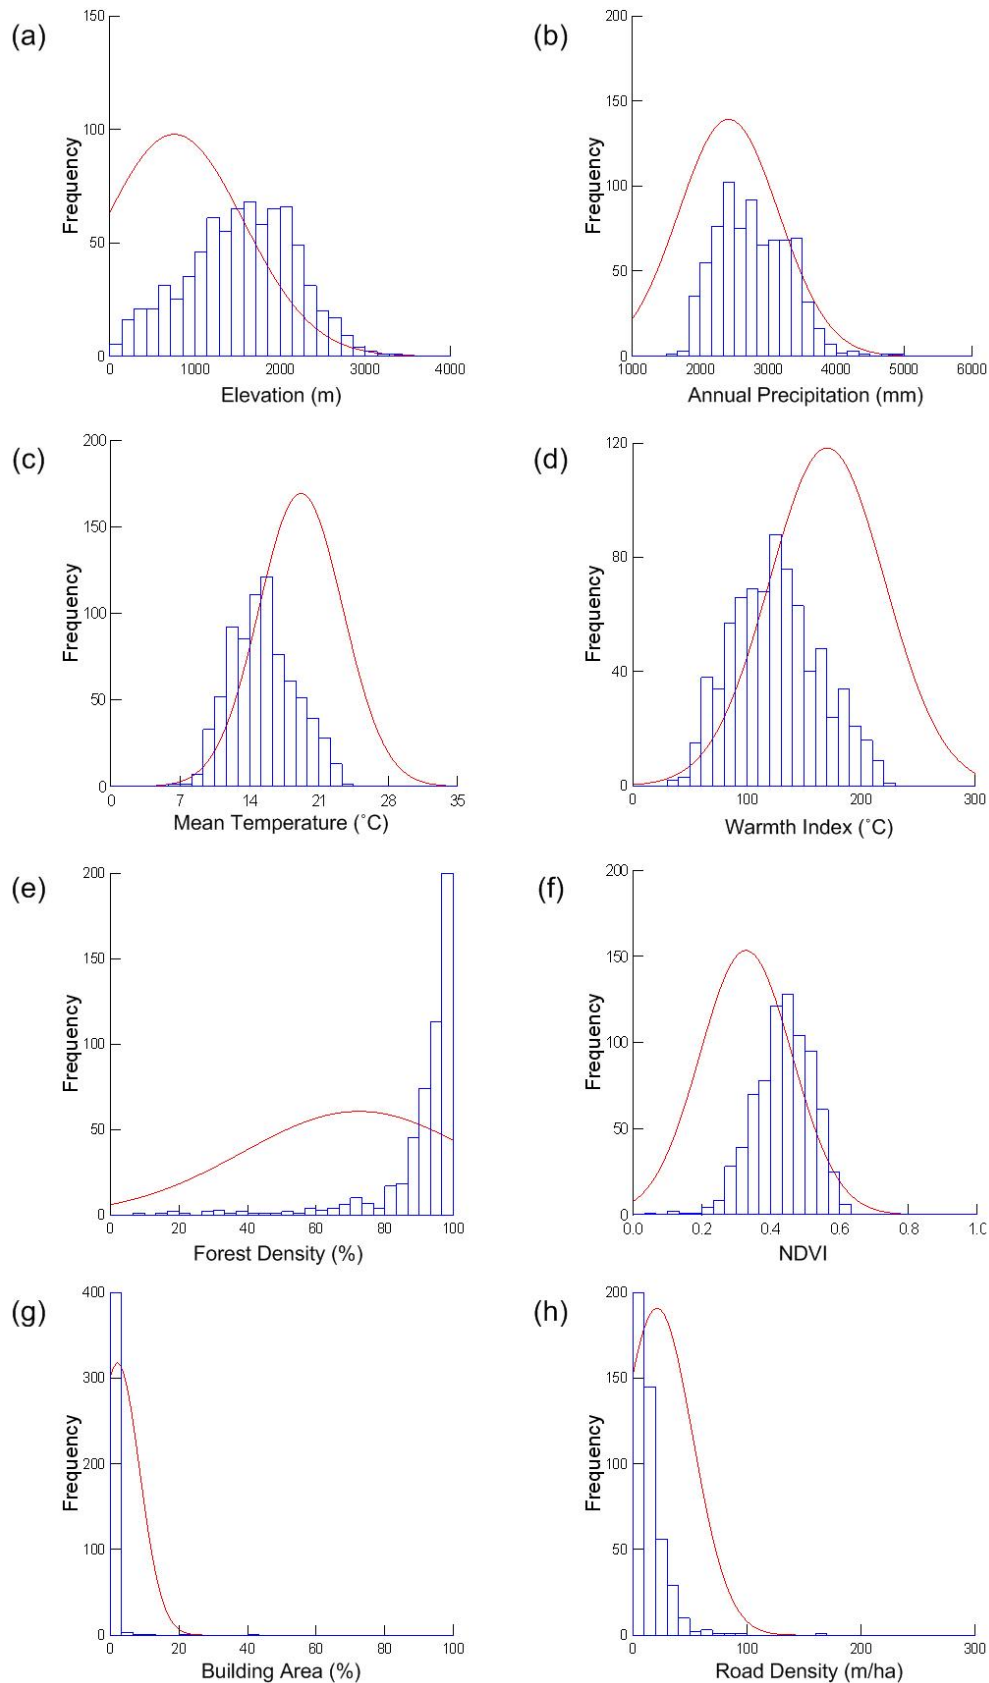 (a)
150
100
50
0
Frequency
0 1000 2000 3000 4000
Elevation (m)
(b)
200
150
100
50
0
Frequency
1000 2000 3000 4000 5000 6000
Annual Precipitation (mm)
(c)
200
150
100
50
0
Frequency
0 7 14 21 28 35
Mean Temperature (˚C)
(d)
120
80
40
0
Frequency
0 100 200 300
Warmth Index (˚C)
(e)
200
150
100
50
0
Frequency
0 20 40 60 80 100
Forest Density (%)
(f)
200
150
100
50
0
Frequency
0.0 0.2 0.4 0.6 0.8 1.0
NDVI
(g)
400
300
200
100
0
Frequency
0 20 40 60 80 100
Building Area (%)
(h)
200
150
100
50
0
Frequency
0 100 200 300
Road Density (m/ha)